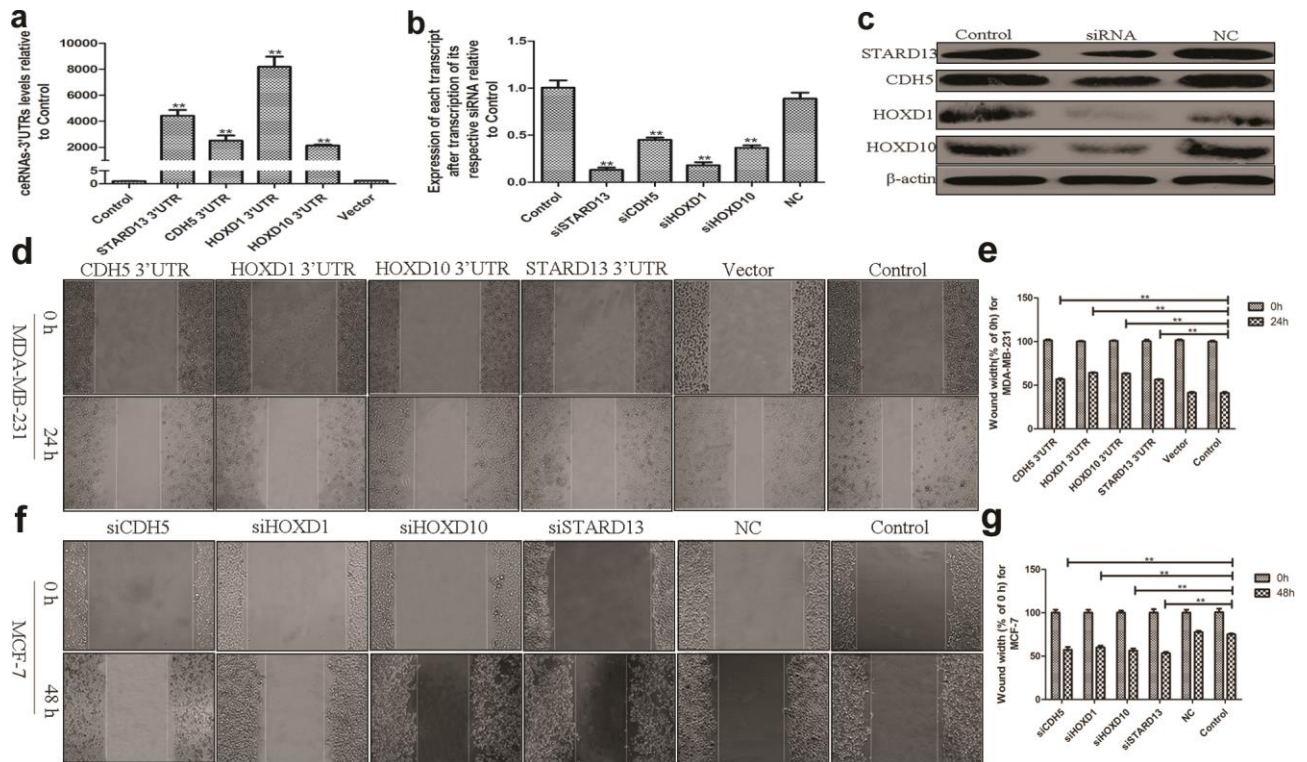 a
ceRNAs-3'UTRs levels relative
to Control
10000
8000
6000
4000
2000
5
0
**
**
**
**
Control
STARD13 3'UTR
CDH5 3'UTR
HOXD1 3'UTR
HOXD10 3'UTR
Vector
b
Expression of each transcript
after transcription of its
respective siRNA relative
to Control
1.5
1.0
0.5
0.0
**
**
**
**
Control
siSTARD13
siCDH5
siHOXD1
siHOXD10
NC
c
Control siRNA NC
STARD13
CDH5
HOXD1
HOXD10
β-actin
d
CDH5 3'UTR HOXD1 3'UTR HOXD10 3'UTR STARD13 3'UTR Vector Control
MDA-MB-231
0 h
24 h
e
Wound width(% of 0h) for
MDA-MB-231
150
100
50
0
**
**
**
**
0h
24h
CDH5 3'UTR
HOXD1 3'UTR
HOXD10 3'UTR
STARD13 3'UTR
Vector
Control
f
siCDH5 siHOXD1 siHOXD10 siSTARD13 NC Control
MCF-7
0 h
48 h
g
Wound width(% of 0 h) for
MCF-7
150
100
50
0
**
**
**
**
0h
48h
siCDH5
siHOXD1
siHOXD10
siSTARD13
NC
Control